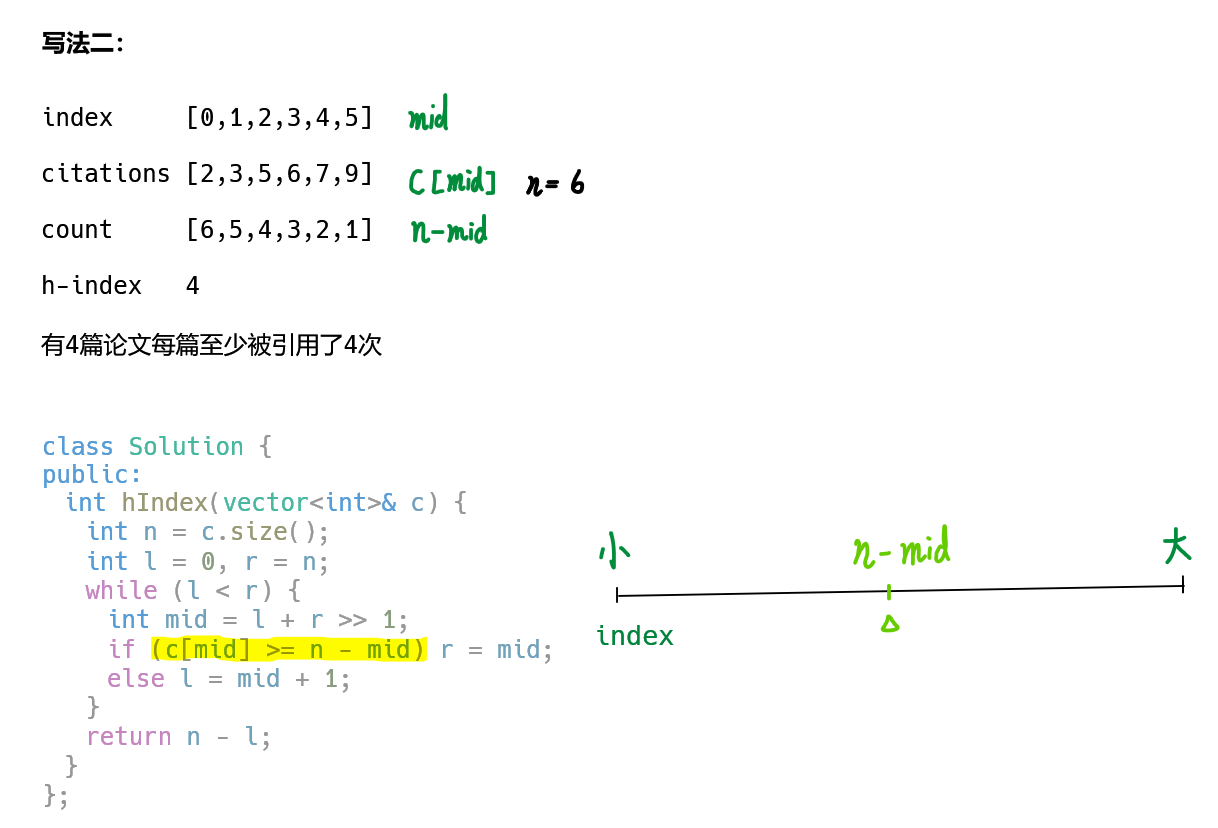 写法二：
index [0,1,2,3,4,5] mid
citations [2,3,5,6,7,9] C[mid] n=6
count [6,5,4,3,2,1] n-mid
h-index 4
有4篇论文每篇至少被引用了4次
class Solution {
public:
int hIndex(vector<int>& c) {
int n = c.size();
int l = 0, r = n;
while (l < r) {
int mid = l + r >> 1;
if (c[mid] >= n - mid) r = mid;
else l = mid + 1;
}
return n - l;
}
};
小 n-mid 大
index